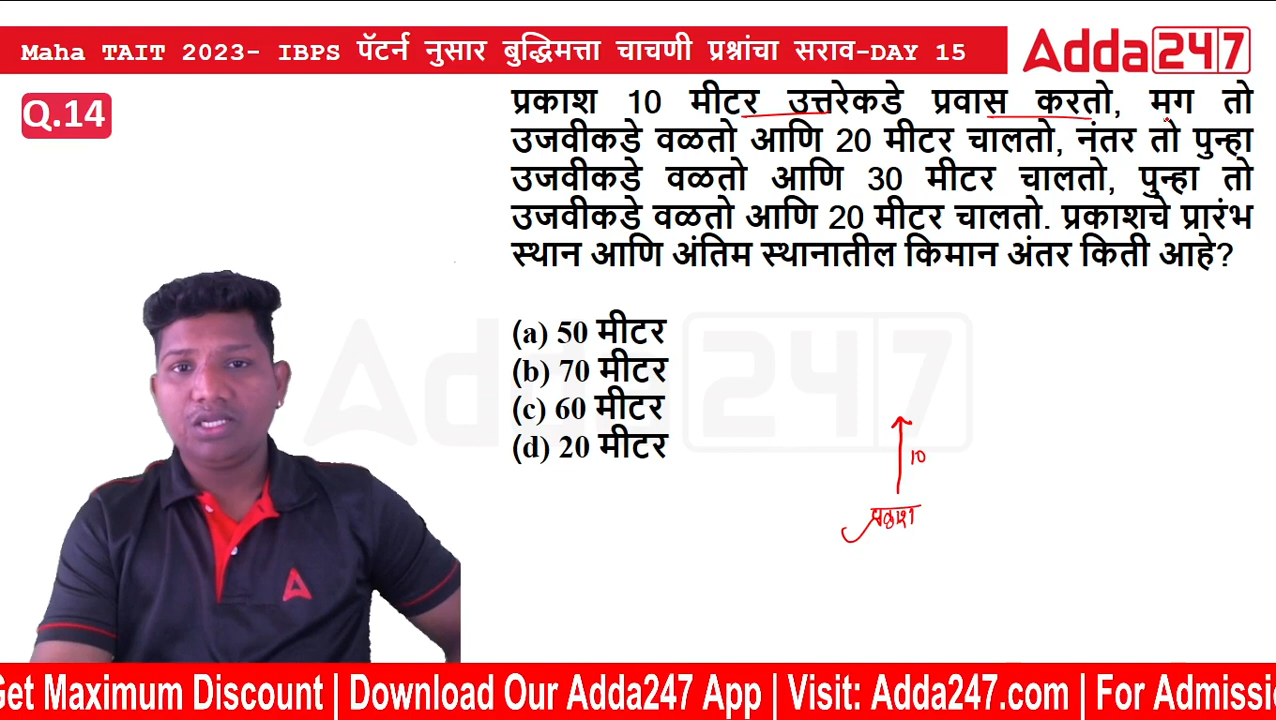 Maha TAIT 2023- IBPS पॅटर्न नुसार बुद्धिमत्ता चाचणी प्रश्नांचा सराव-DAY 15
Adda247
Q.14
प्रकाश 10 मीटर उत्तरेकडे प्रवास करतो, मग तो
उजवीकडे वळतो आणि 20 मीटर चालतो, नंतर तो पुन्हा
उजवीकडे वळतो आणि 30 मीटर चालतो, पुन्हा तो
उजवीकडे वळतो आणि 20 मीटर चालतो. प्रकाशचे प्रारंभ
स्थान आणि अंतिम स्थानातील किमान अंतर किती आहे?
(a) 50 मीटर
(b) 70 मीटर
(c) 60 मीटर
(d) 20 मीटर
Adda247
10
प्रकाश
Get Maximum Discount | Download Our Adda247 App | Visit: Adda247.com | For Admissi